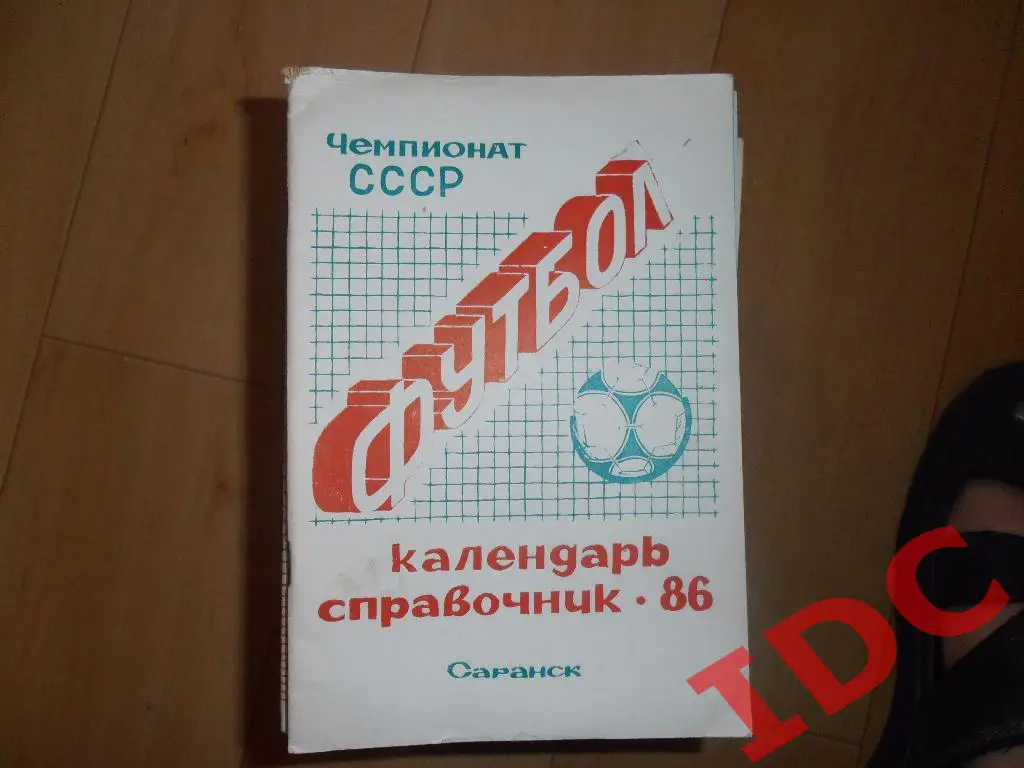 Чемпионат
СССР
ФУТБОЛ
календарь
справочник • 86
Саранск
IDC